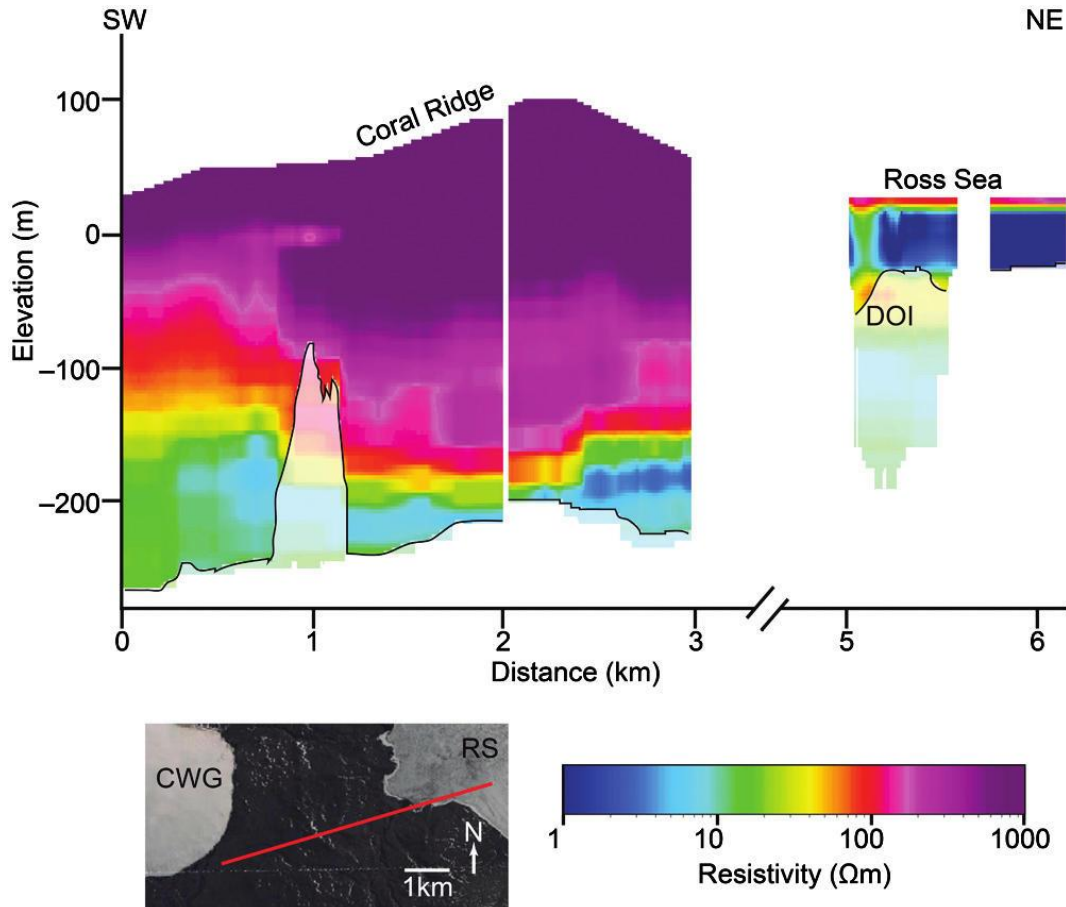 SW
NE
Coral Ridge
Ross Sea
100
0
−100
−200
Elevation (m)
DOI
0
1
2
3
5
6
Distance (km)
CWG
RS
N
1km
1
10
100
1000
Resistivity (Ωm)